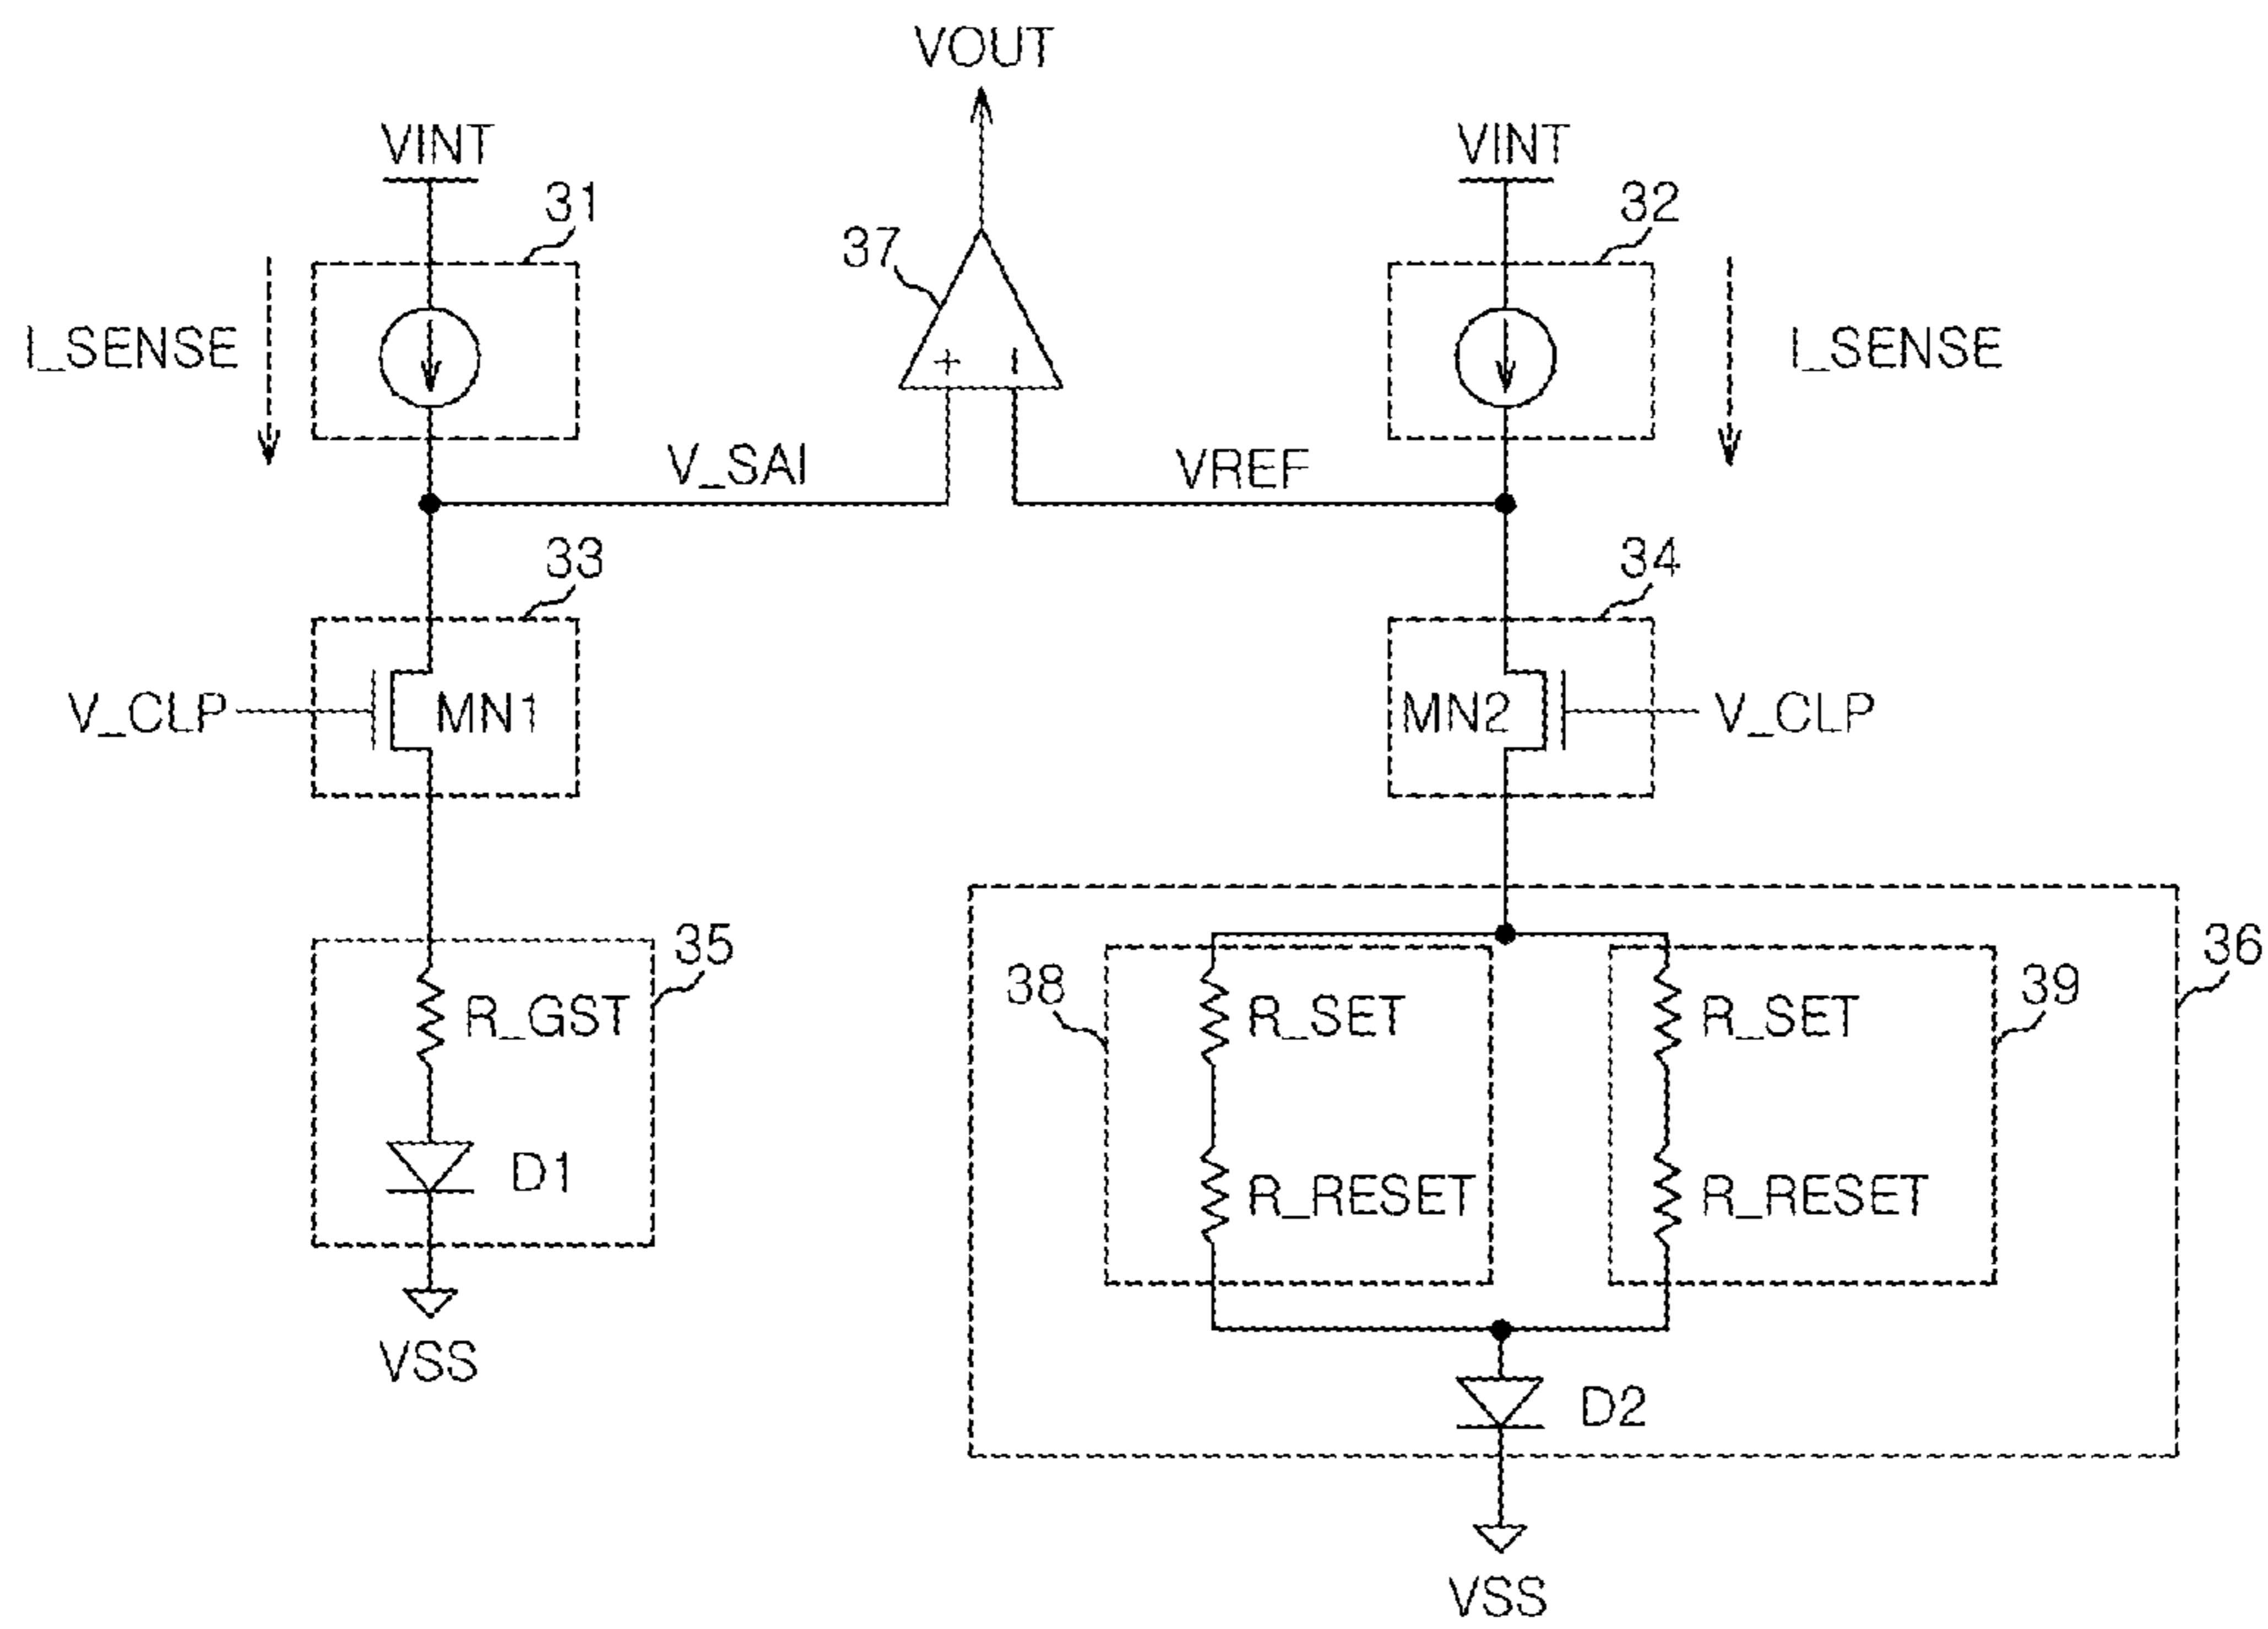 VOUT
VINT
VINT
31
32
37
I_SENSE
I_SENSE
+
−
V_SAI
VREF
33
34
V_CLP
MN1
MN2
V_CLP
35
36
38
39
R_GST
R_SET
R_SET
D1
R_RESET
R_RESET
VSS
D2
VSS